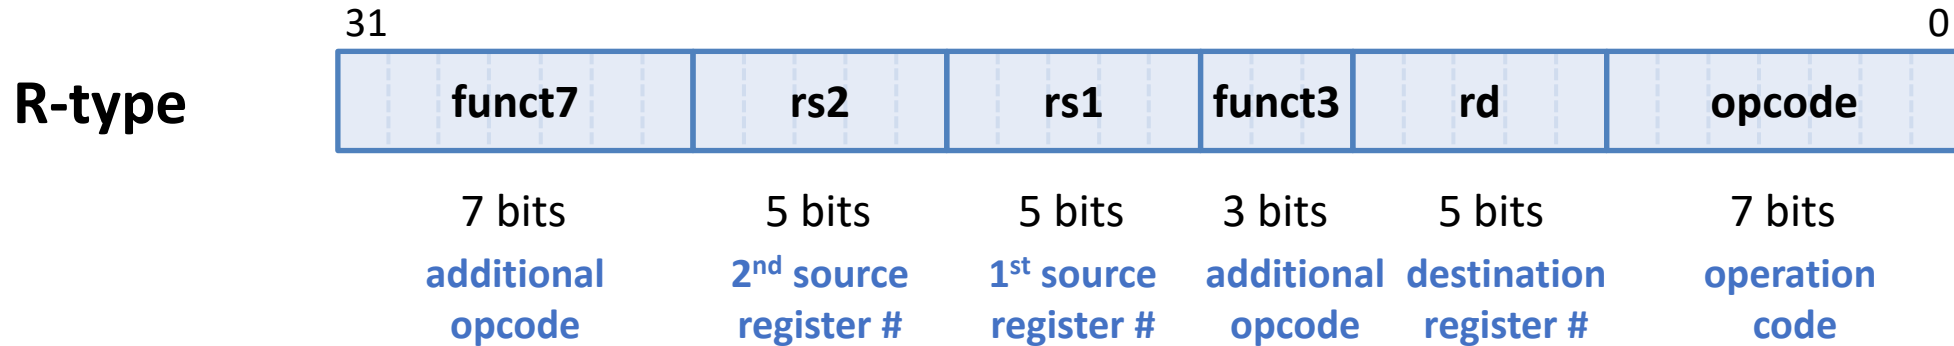 31 0
R-type funct7 rs2 rs1 funct3 rd opcode
7 bits 5 bits 5 bits 3 bits 5 bits 7 bits
additional 2nd source 1st source additional destination operation
opcode register # register # opcode register # code